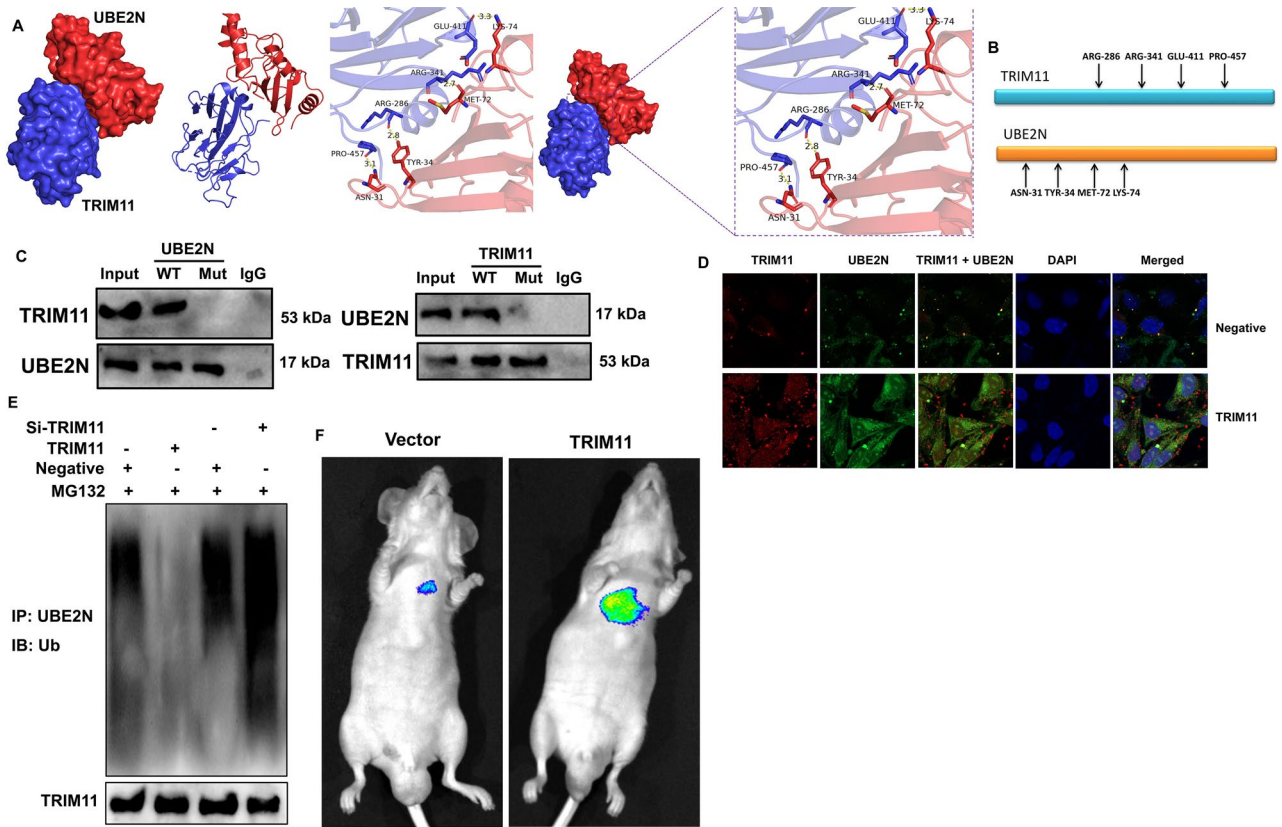 A
UBE2N
TRIM11
GLU-411
3.3
LYS-74
ARG-341
2.7
MET-72
ARG-286
2.8
PRO-457
TYR-34
3.1
ASN-31
GLU-411
3.3
LYS-74
ARG-341
2.7
MET-72
ARG-286
2.8
PRO-457
TYR-34
3.1
ASN-31
B
ARG-286 ARG-341 GLU-411 PRO-457
TRIM11
UBE2N
ASN-31 TYR-34 MET-72 LYS-74
C
UBE2N
Input WT Mut IgG
TRIM11 53 kDa
UBE2N 17 kDa
TRIM11
Input WT Mut IgG
UBE2N 17 kDa
TRIM11 53 kDa
D
TRIM11 UBE2N TRIM11 + UBE2N DAPI Merged
Negative
TRIM11
E
Si-TRIM11 - +
TRIM11 - +
Negative + - + -
MG132 + + + +
IP: UBE2N
IB: Ub
TRIM11
F
Vector TRIM11